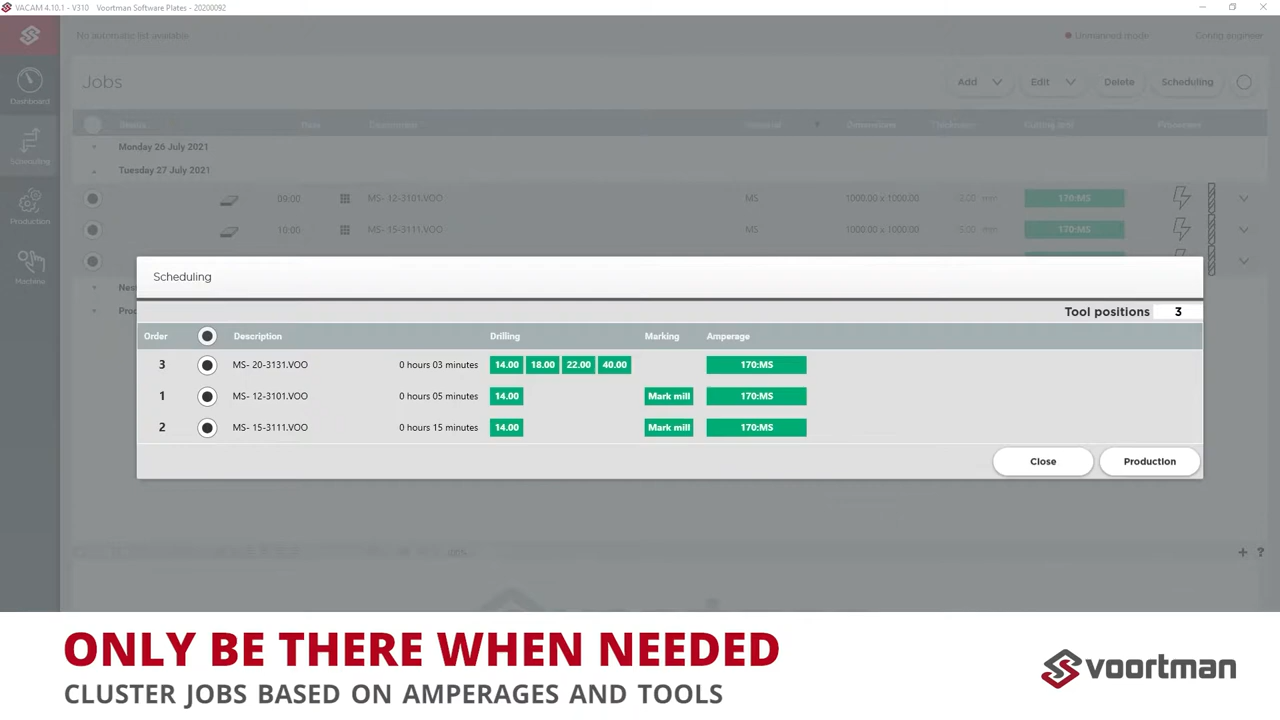 VACAM 4.10.1 - V310 Voortman Software Plates - 20200092
No automatic list available
Unmanned mode
Config engineer
Jobs
Add
Edit
Delete
Scheduling
Dashboard
Scheduling
Production
Machine
Monday 26 July 2021
Tuesday 27 July 2021
09:00 MS- 12-3101.VOO MS 1000.00 x 1000.00 2.00 mm 170:MS
10:00 MS- 15-3111.VOO MS 1000.00 x 1000.00 5.00 mm 170:MS
Scheduling
Tool positions 3
Order Description Drilling Marking Amperage
3 MS- 20-3131.VOO 0 hours 03 minutes 14.00 18.00 22.00 40.00 170:MS
1 MS- 12-3101.VOO 0 hours 05 minutes 14.00 Mark mill 170:MS
2 MS- 15-3111.VOO 0 hours 15 minutes 14.00 Mark mill 170:MS
Close Production
+ ?
ONLY BE THERE WHEN NEEDED
CLUSTER JOBS BASED ON AMPERAGES AND TOOLS
voortman